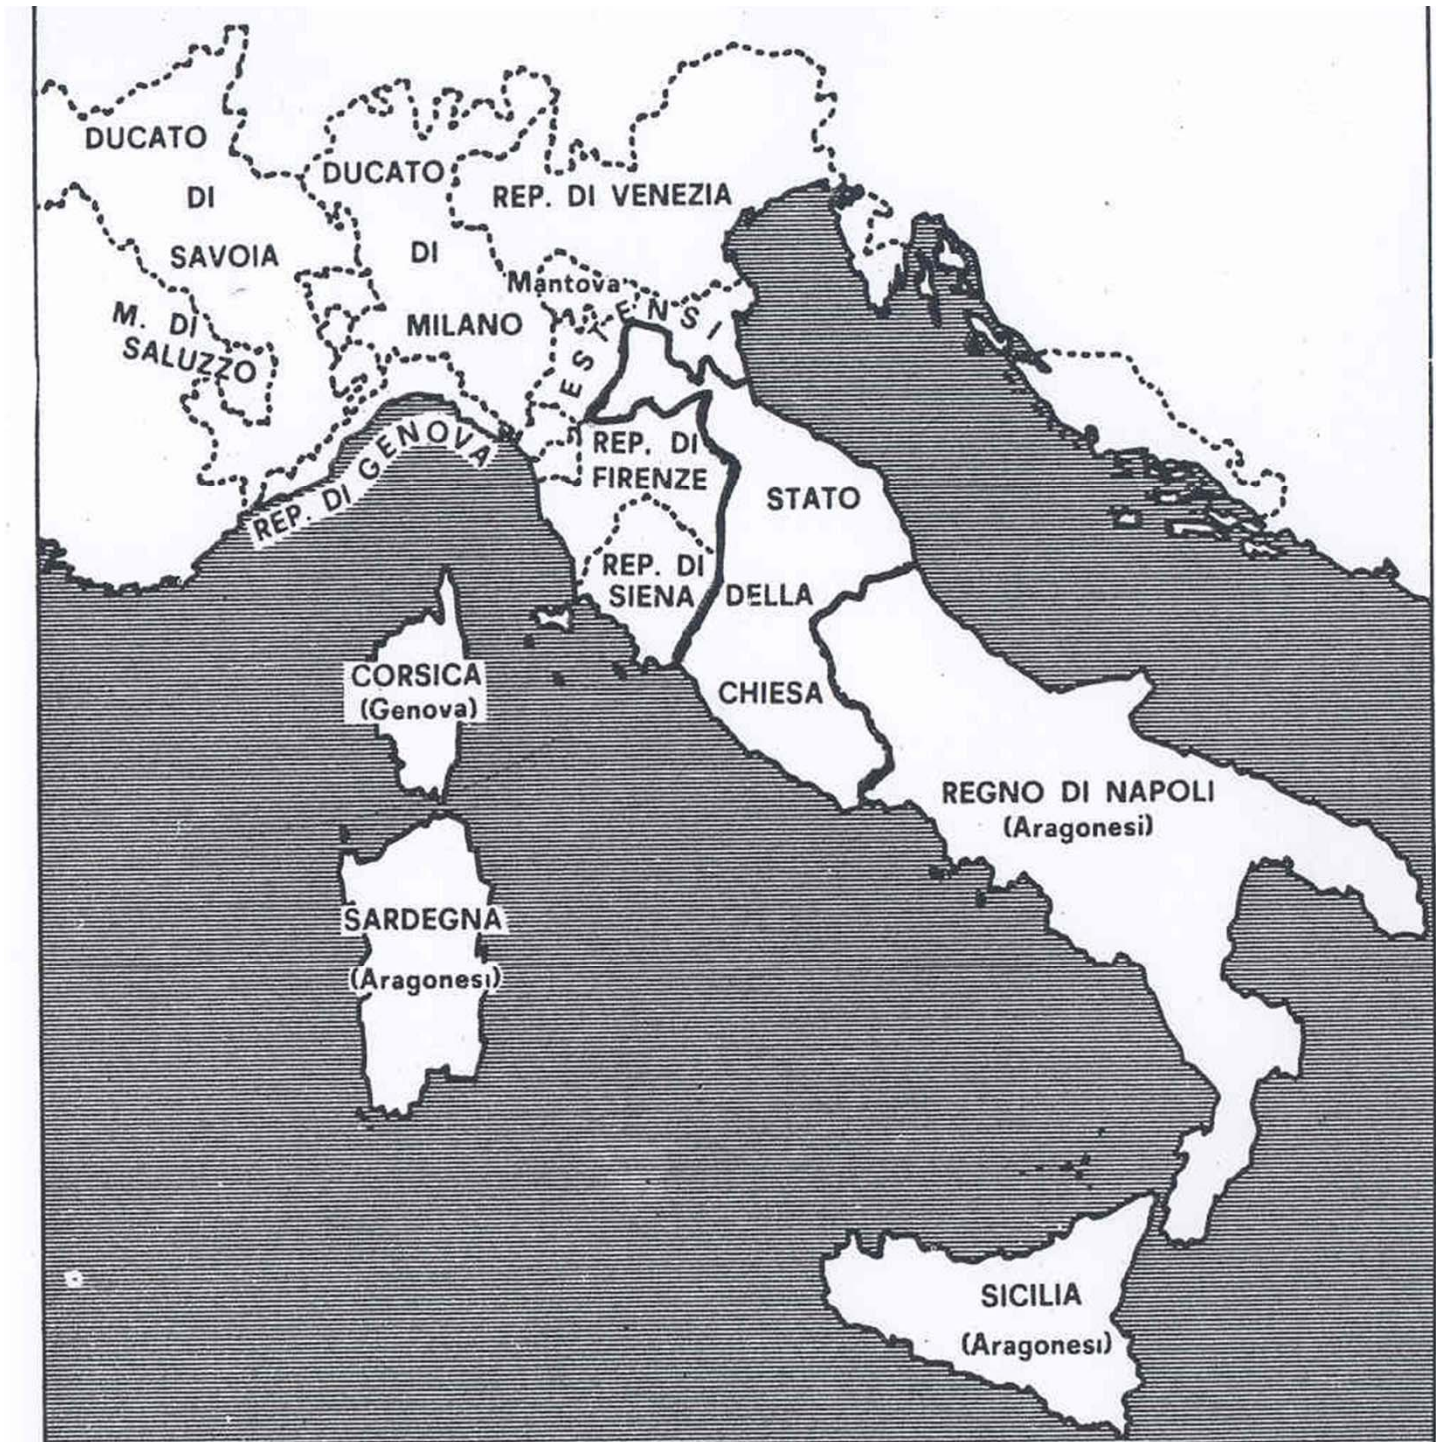 DUCATO
DI
SAVOIA
DUCATO
DI
MILANO
REP. DI VENEZIA
Mantova
ESTENSI
M. DI
SALUZZO
REP. DI GENOVA
REP. DI
FIRENZE
REP. DI
SIENA
STATO
DELLA
CHIESA
CORSICA
(Genova)
REGNO DI NAPOLI
(Aragonesi)
SARDEGNA
(Aragonesi)
SICILIA
(Aragonesi)